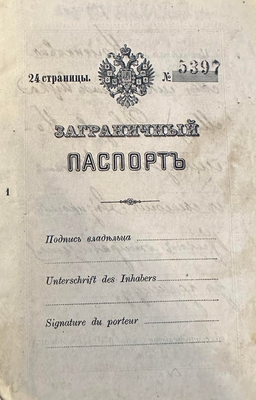 24 страницы. № 5397
ЗАГРАНИЧНЫЙ
ПАСПОРТЪ
1
Подпись владѣльца
Unterschrift des Inhabers
Signature du porteur